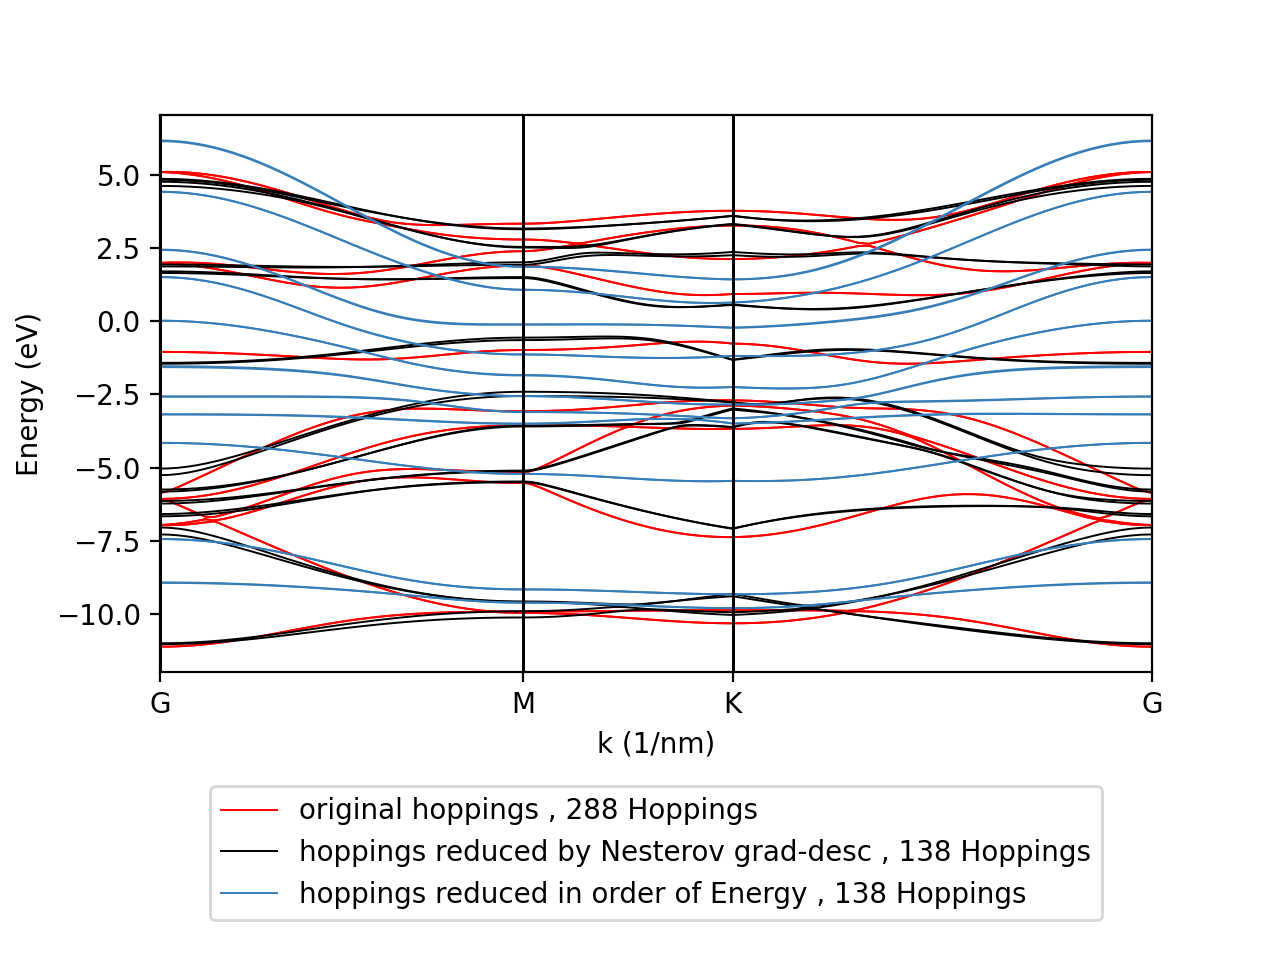 5.0
2.5
0.0
−2.5
−5.0
−7.5
−10.0
Energy (eV)
G M K G
k (1/nm)
original hoppings , 288 Hoppings
hoppings reduced by Nesterov grad-desc , 138 Hoppings
hoppings reduced in order of Energy , 138 Hoppings